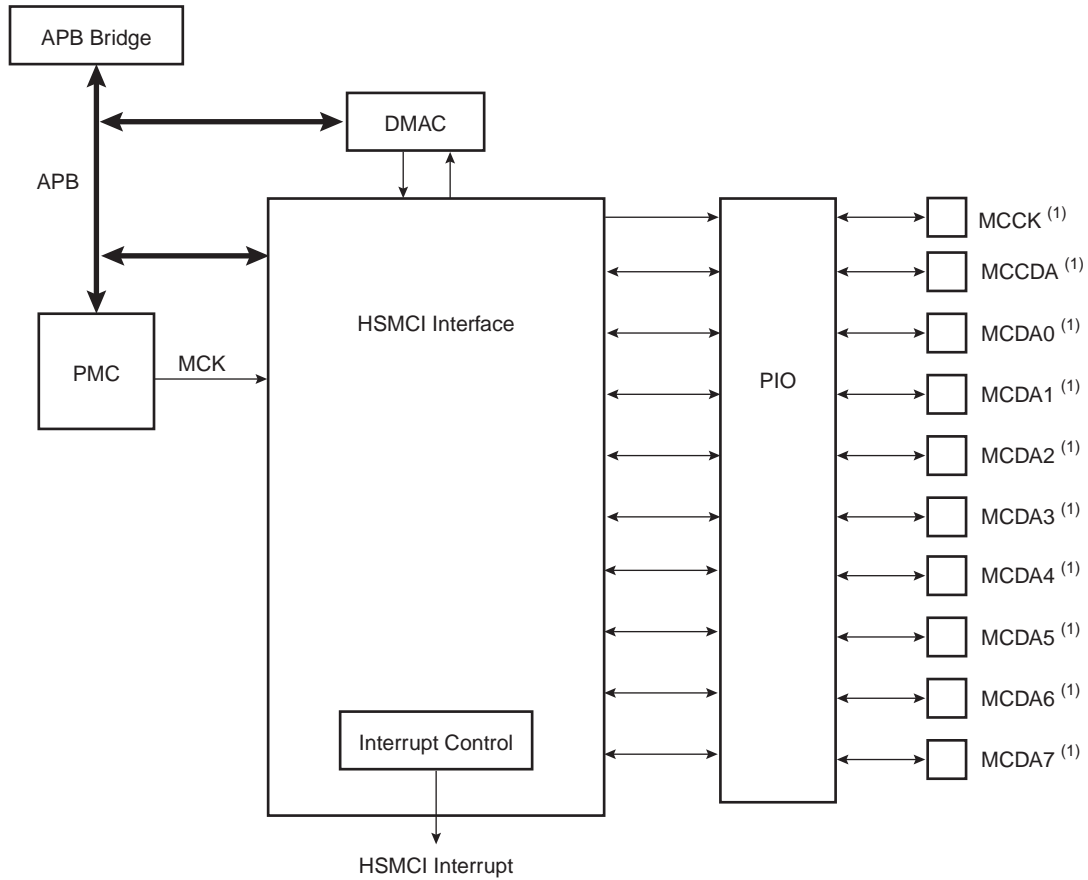 APB Bridge
DMAC
APB
HSMCI Interface
PMC
MCK
PIO
MCCK (1)
MCCDA (1)
MCDA0 (1)
MCDA1 (1)
MCDA2 (1)
MCDA3 (1)
MCDA4 (1)
MCDA5 (1)
MCDA6 (1)
MCDA7 (1)
Interrupt Control
HSMCI Interrupt